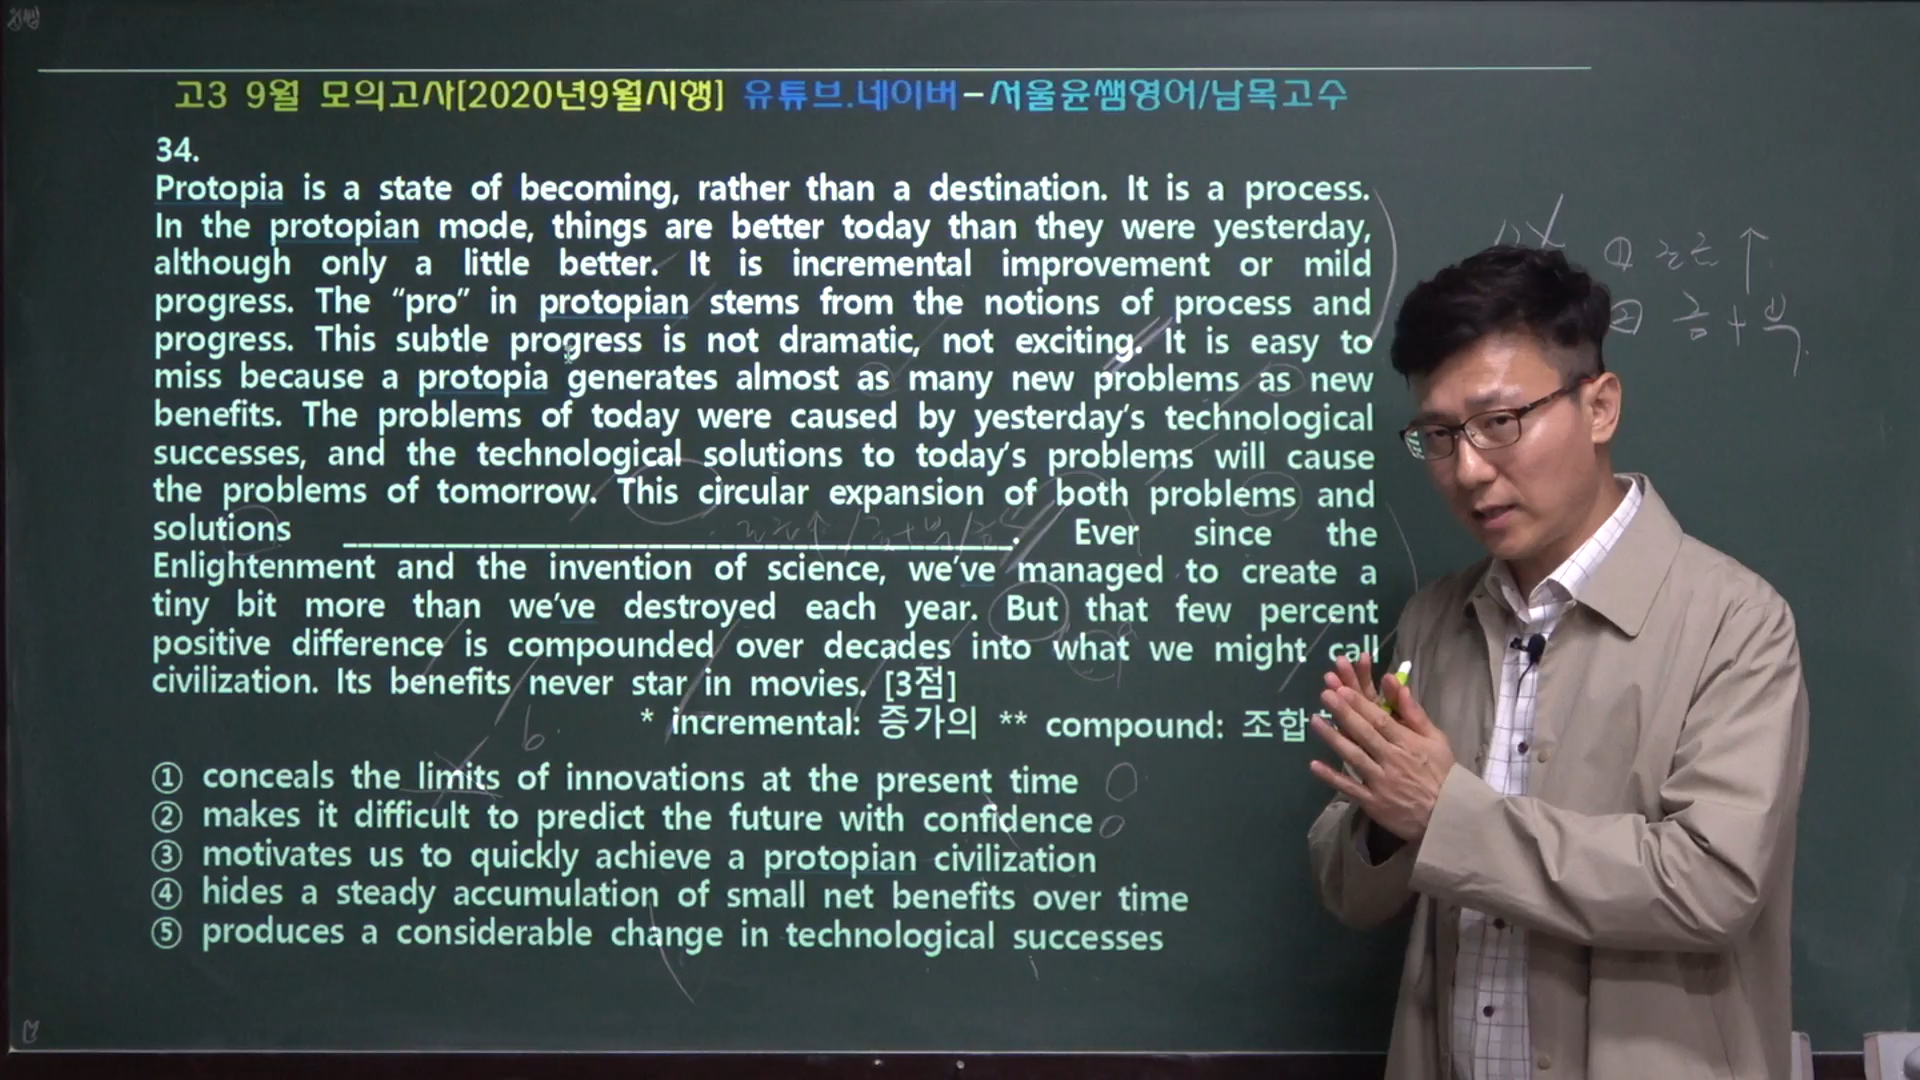 고3 9월 모의고사[2020년9월시행] 유튜브.네이버-서울윤쌤영어/남목고수
34.
Protopia is a state of becoming, rather than a destination. It is a process.
In the protopian mode, things are better today than they were yesterday,
although only a little better. It is incremental improvement or mild
progress. The “pro” in protopian stems from the notions of process and
progress. This subtle progress is not dramatic, not exciting. It is easy to
miss because a protopia generates almost as many new problems as new
benefits. The problems of today were caused by yesterday’s technological
successes, and the technological solutions to today’s problems will cause
the problems of tomorrow. This circular expansion of both problems and
solutions ________________________________________. Ever since the
Enlightenment and the invention of science, we’ve managed to create a
tiny bit more than we’ve destroyed each year. But that few percent
positive difference is compounded over decades into what we might call
civilization. Its benefits never star in movies. [3점]
* incremental: 증가의 ** compound: 조합
① conceals the limits of innovations at the present time
② makes it difficult to predict the future with confidence
③ motivates us to quickly achieve a protopian civilization
④ hides a steady accumulation of small net benefits over time
⑤ produces a considerable change in technological successes